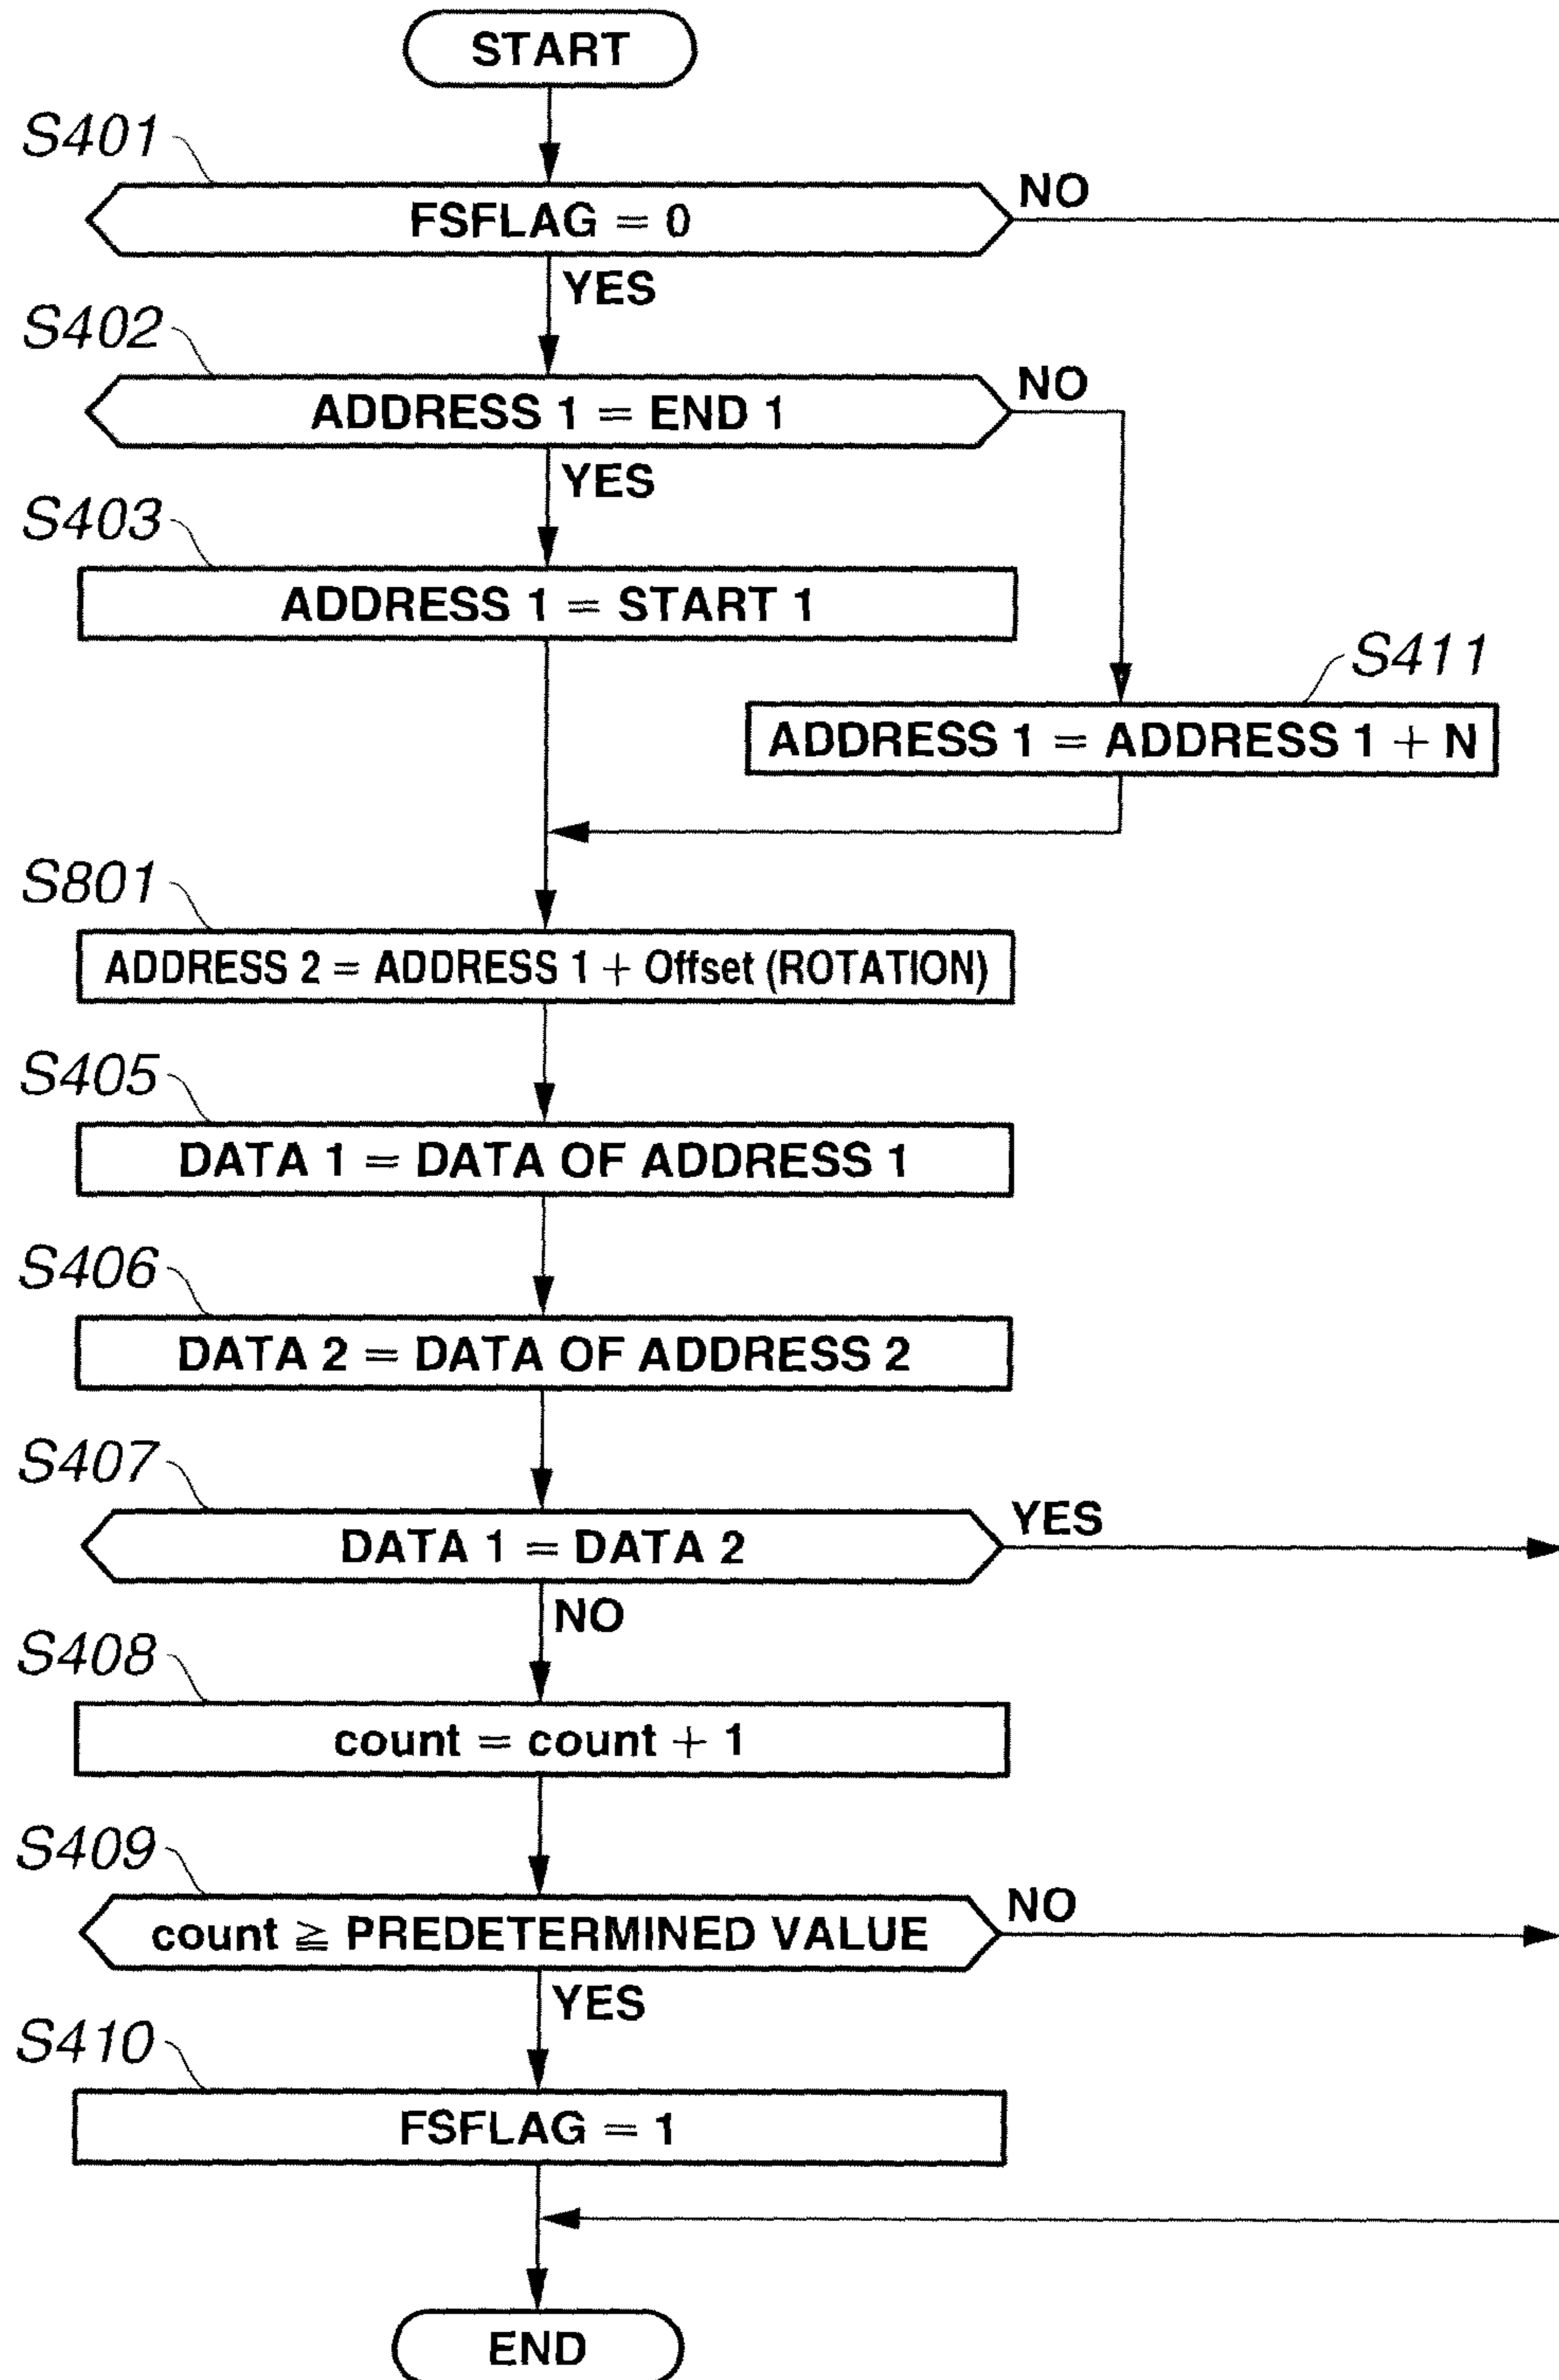 START
S401
FSFLAG = 0
NO
YES
S402
ADDRESS 1 = END 1
NO
YES
S403
ADDRESS 1 = START 1
S411
ADDRESS 1 = ADDRESS 1 + N
S801
ADDRESS 2 = ADDRESS 1 + Offset (ROTATION)
S405
DATA 1 = DATA OF ADDRESS 1
S406
DATA 2 = DATA OF ADDRESS 2
S407
DATA 1 = DATA 2
YES
NO
S408
count = count + 1
S409
count ≧ PREDETERMINED VALUE
NO
YES
S410
FSFLAG = 1
END